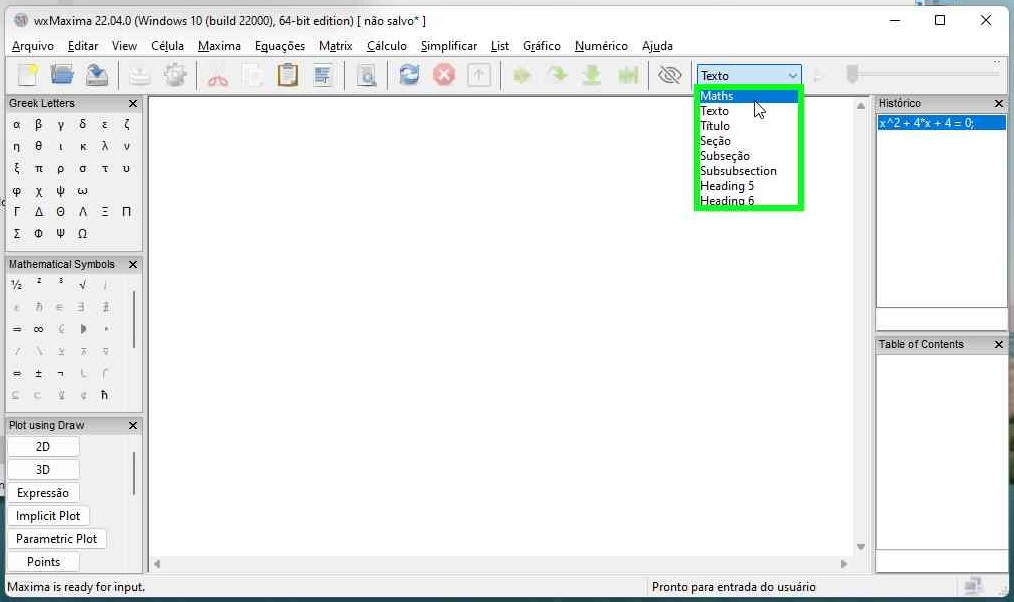 wxMaxima 22.04.0 (Windows 10 (build 22000), 64-bit edition) [ não salvo* ]
Arquivo Editar View Célula Maxima Equações Matrix Cálculo Simplificar List Gráfico Numérico Ajuda
Texto
Greek Letters
α β γ δ ε ζ
η θ ι κ λ ν
ξ π ρ σ τ υ
φ χ ψ ω
Γ Δ Θ Λ Ξ Π
Σ Φ Ψ Ω
Mathematical Symbols
½ ² ³ √
ħ ∈ ∃ ∄
⇒ ∞
⇔ ± ¬
ħ
Plot using Draw
2D
3D
Expressão
Implicit Plot
Parametric Plot
Points
Maths
Texto
Título
Seção
Subseção
Subsubsection
Heading 5
Heading 6
Histórico
x^2 + 4*x + 4 = 0;
Table of Contents
Maxima is ready for input.
Pronto para entrada do usuário